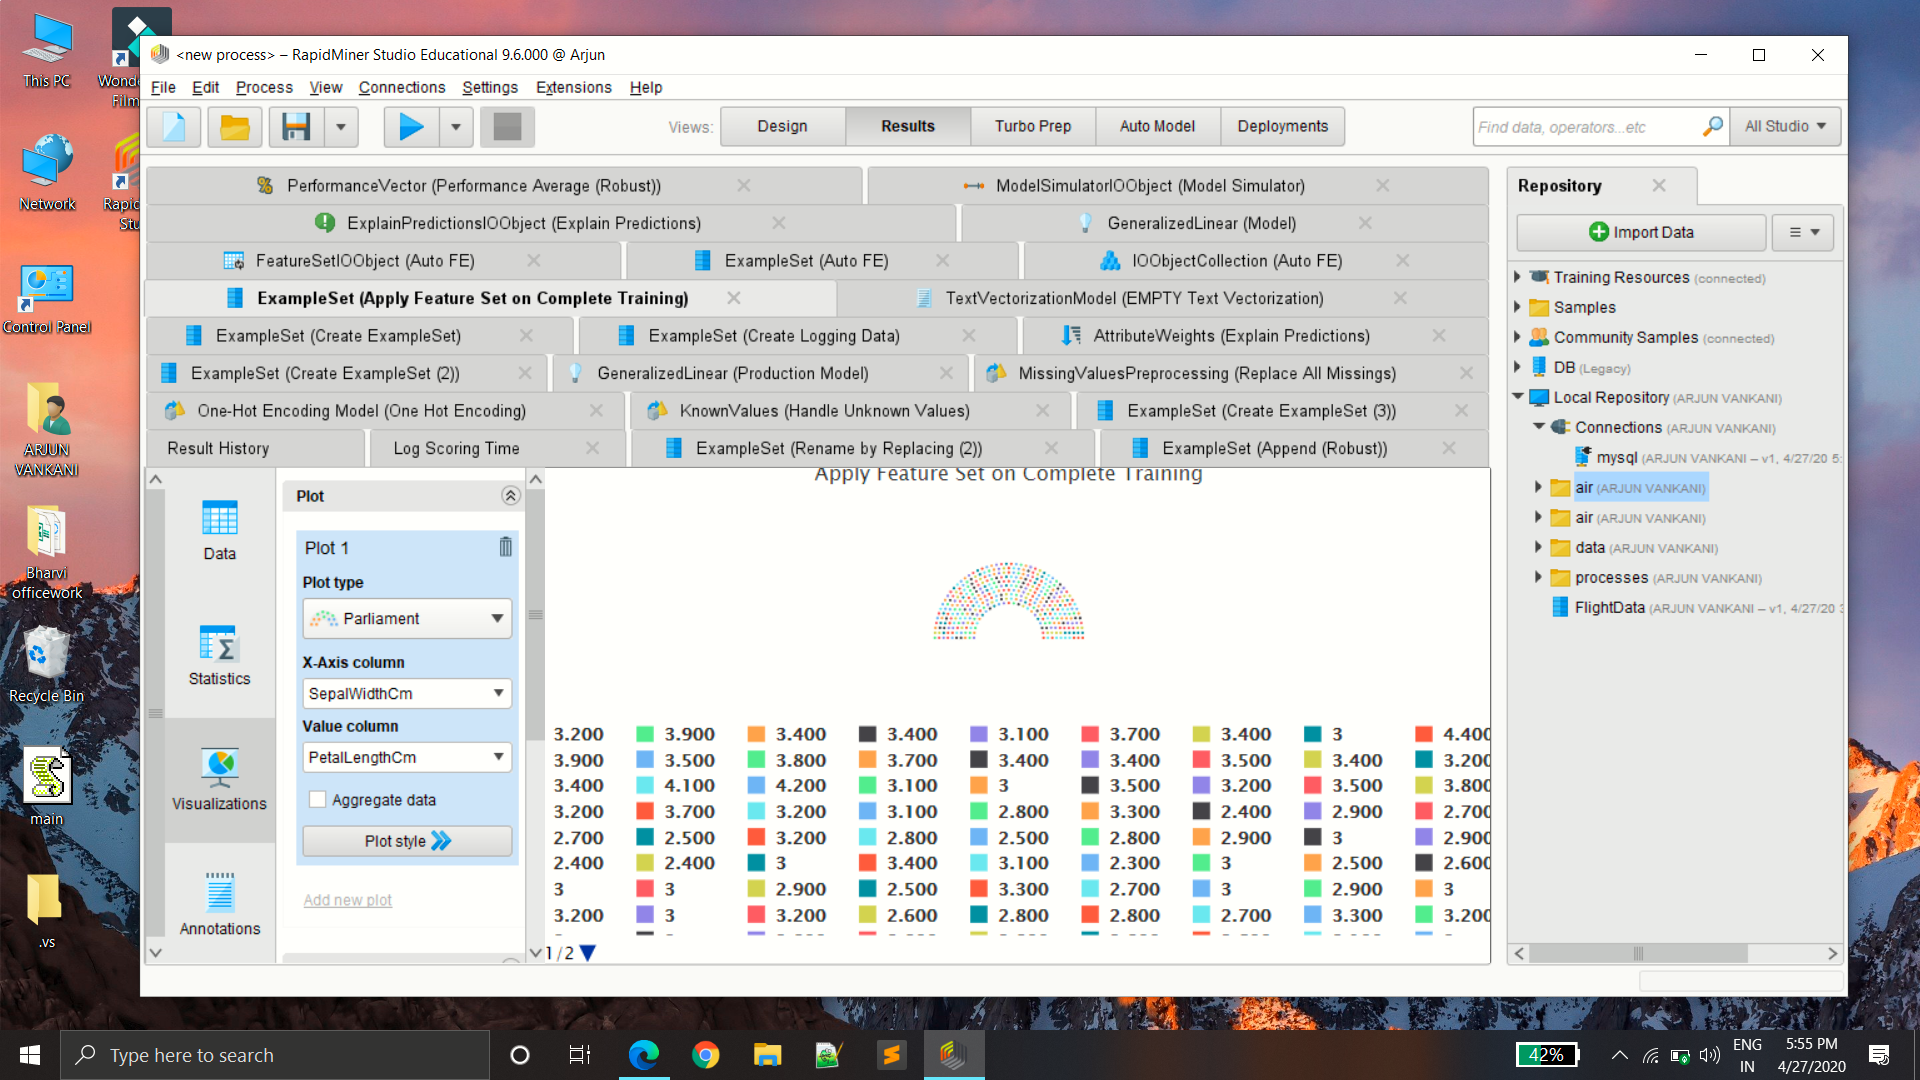 This PC
Wonde
Film
Network
Rapid
Stu
Control Panel
ARJUN
VANKANI
Bharvi
officework
Recycle Bin
main
.vs
<new process> – RapidMiner Studio Educational 9.6.000 @ Arjun
File Edit Process View Connections Settings Extensions Help
Views: Design Results Turbo Prep Auto Model Deployments
Find data, operators...etc All Studio
PerformanceVector (Performance Average (Robust)) ModelSimulatorIOObject (Model Simulator)
ExplainPredictionsIOObject (Explain Predictions) GeneralizedLinear (Model)
FeatureSetIOObject (Auto FE) ExampleSet (Auto FE) IOObjectCollection (Auto FE)
ExampleSet (Apply Feature Set on Complete Training) TextVectorizationModel (EMPTY Text Vectorization)
ExampleSet (Create ExampleSet) ExampleSet (Create Logging Data) AttributeWeights (Explain Predictions)
ExampleSet (Create ExampleSet (2)) GeneralizedLinear (Production Model) MissingValuesPreprocessing (Replace All Missings)
One-Hot Encoding Model (One Hot Encoding) KnownValues (Handle Unknown Values) ExampleSet (Create ExampleSet (3))
Result History Log Scoring Time ExampleSet (Rename by Replacing (2)) ExampleSet (Append (Robust))
Data
Statistics
Visualizations
Annotations
Plot
Plot 1
Plot type
Parliament
X-Axis column
SepalWidthCm
Value column
PetalLengthCm
Aggregate data
Plot style
Add new plot
Apply Feature Set on Complete Training
3.200 3.900 3.400 3.400 3.100 3.700 3.400 3 4.400
3.900 3.500 3.800 3.700 3.400 3.400 3.500 3.400 3.200
3.400 4.100 4.200 3.100 3 3.500 3.200 3.500 3.800
3.200 3.700 3.200 3.100 2.800 3.300 2.400 2.900 2.700
2.700 2.500 3.200 2.800 2.500 2.800 2.900 3 2.900
2.400 2.400 3 3.400 3.100 2.300 3 2.500 2.600
3 3 2.900 2.500 3.300 2.700 3 2.900 3
3.200 3 3.200 2.600 2.800 2.800 2.700 3.300 3.200
1/2
Repository
Import Data
Training Resources (connected)
Samples
Community Samples (connected)
DB (Legacy)
Local Repository (ARJUN VANKANI)
Connections (ARJUN VANKANI)
mysql (ARJUN VANKANI – v1, 4/27/20 5:
air (ARJUN VANKANI)
air (ARJUN VANKANI)
data (ARJUN VANKANI)
processes (ARJUN VANKANI)
FlightData (ARJUN VANKANI – v1, 4/27/20 3
Type here to search
42%
ENG
IN
5:55 PM
4/27/2020